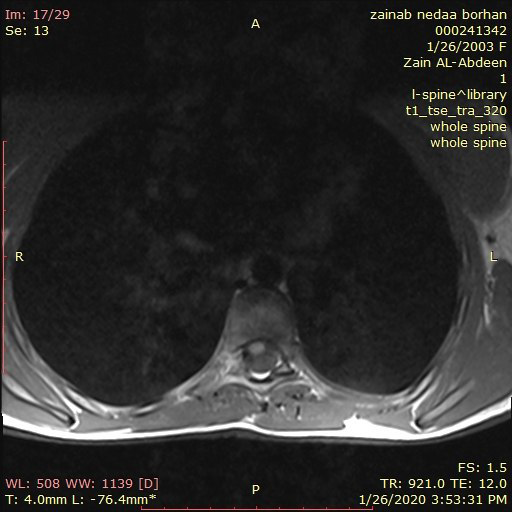 Im: 17/29
Se: 13
A
zainab nedaa borhan
000241342
1/26/2003 F
Zain AL-Abdeen
1
l-spine^library
t1_tse_tra_320
whole spine
whole spine
R
L
WL: 508 WW: 1139 [D]
T: 4.0mm L: -76.4mm*
P
FS: 1.5
TR: 921.0 TE: 12.0
1/26/2020 3:53:31 PM